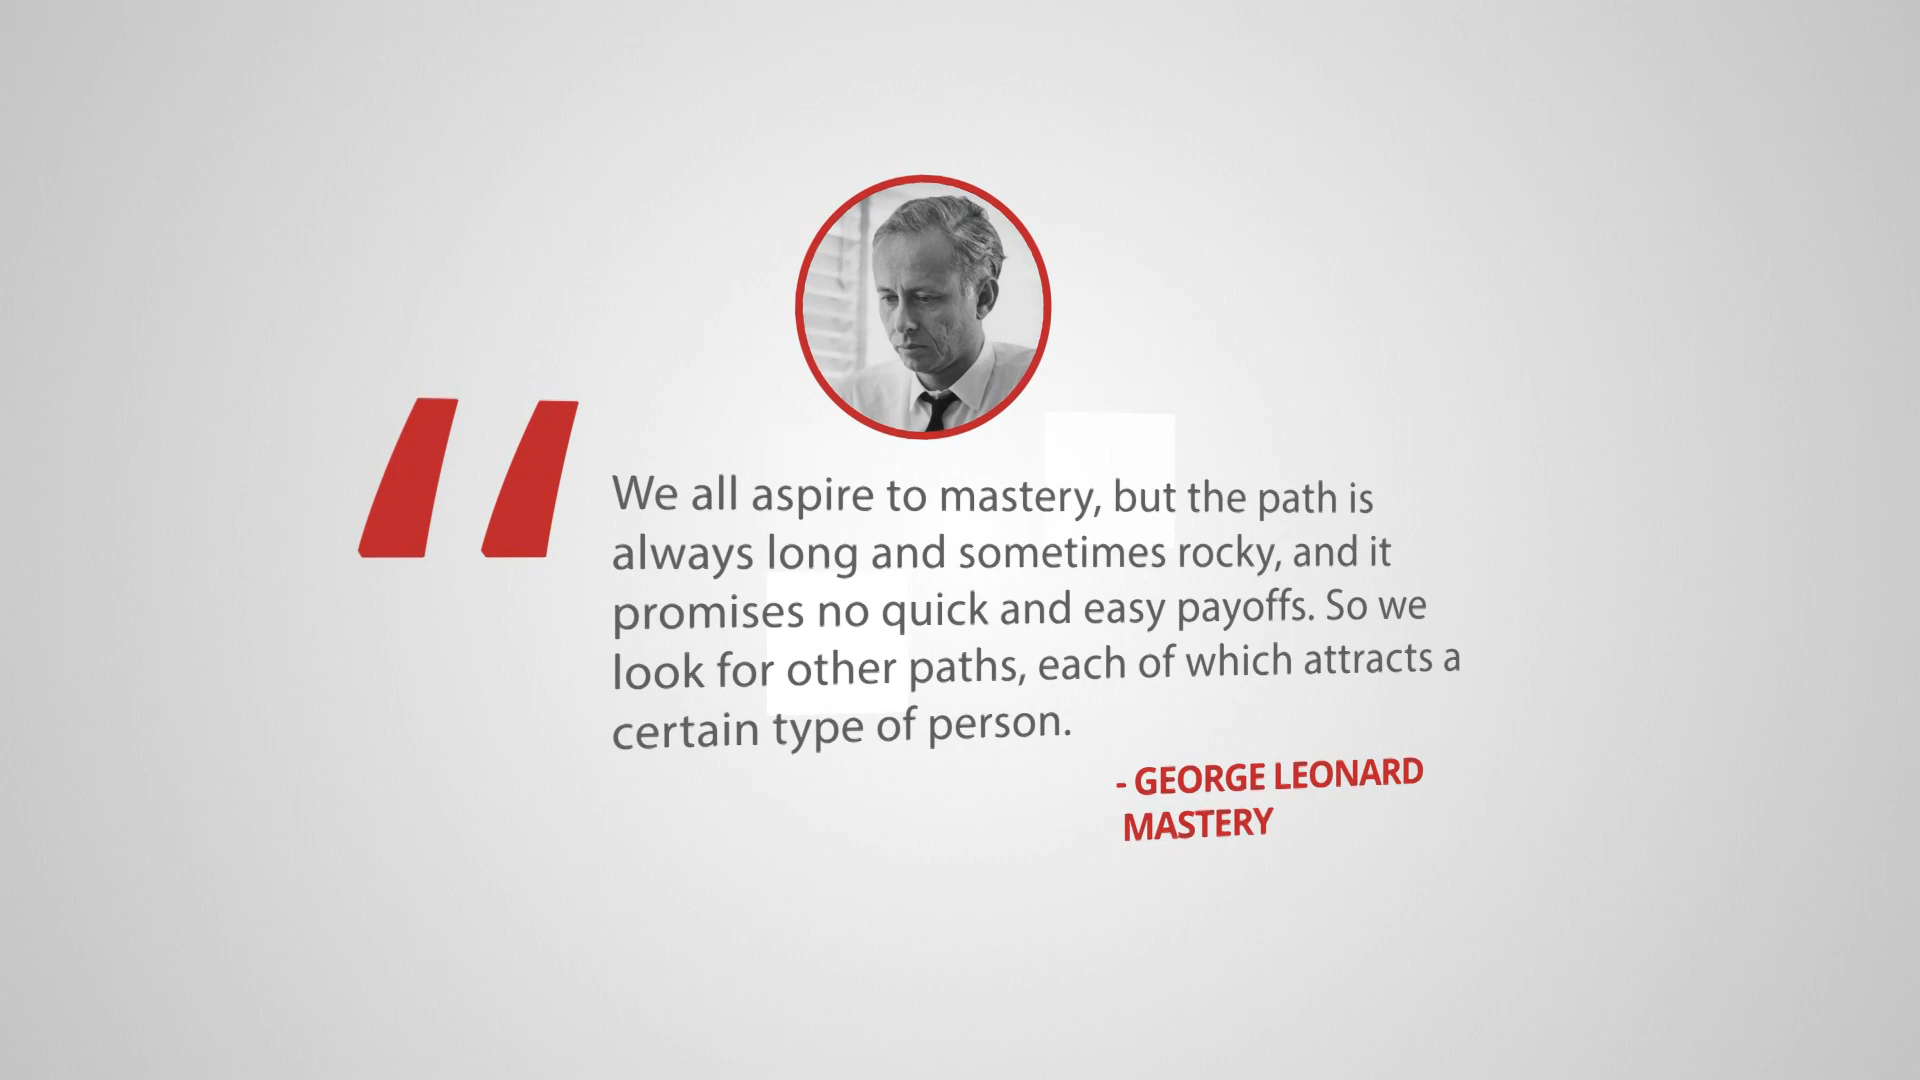 “
We all aspire to mastery, but the path is
always long and sometimes rocky, and it
promises no quick and easy payoffs. So we
look for other paths, each of which attracts a
certain type of person.
- GEORGE LEONARD
MASTERY